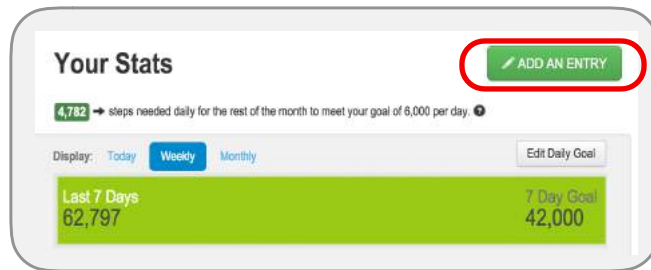 Your Stats
ADD AN ENTRY
4,782 → steps needed daily for the rest of the month to meet your goal of 6,000 per day. ?
Display: Today Weekly Monthly Edit Daily Goal
Last 7 Days 7 Day Goal
62,797 42,000